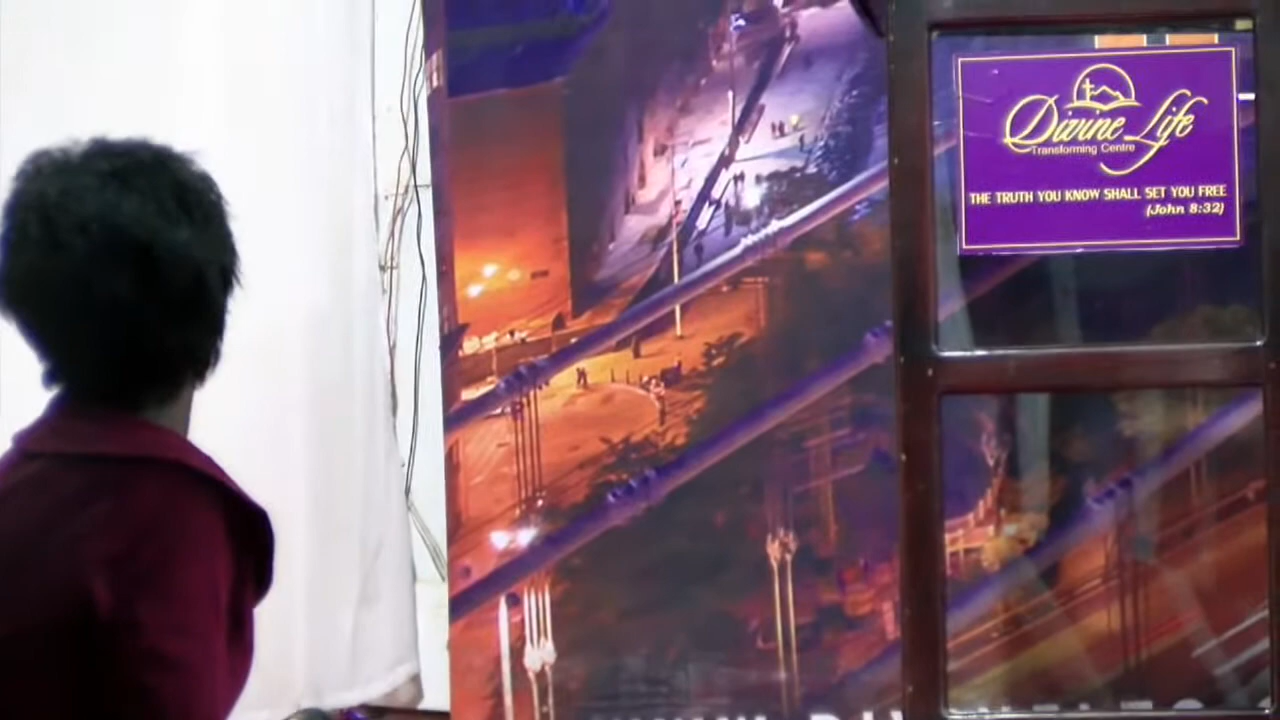 Divine Life
Transforming Centre
THE TRUTH YOU KNOW SHALL SET YOU FREE
(John 8:32)